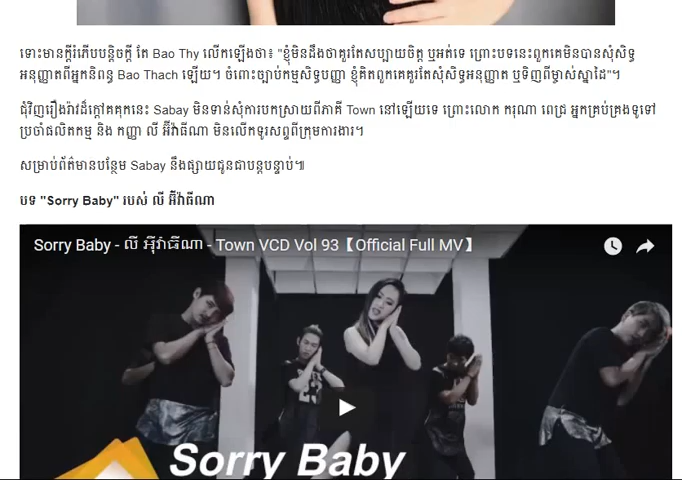 ទោះមានក្ដីរំភើបបន្តិចក្ដី តែ Bao Thy លើកឡើងថា៖ "ខ្ញុំមិនដឹងថាគួរតែសប្បាយចិត្ត ឬអត់ទេ ព្រោះបទនេះពួកគេមិនបានសុំសិទ្ធ
អនុញ្ញាតពីអ្នកនិពន្ធ Bao Thach ឡើយ។ ចំពោះច្បាប់កម្មសិទ្ធបញ្ញា ខ្ញុំគិតពួកគេគួរតែសុំសិទ្ធអនុញ្ញាត ឬទិញពីម្ចាស់ស្នាដៃ"។
ជុំវិញរឿងរ៉ាវដ៏ក្ដៅគគុកនេះ Sabay មិនទាន់សុំការបកស្រាយពីភាគី Town នៅឡើយទេ ព្រោះលោក ករុណា ពេជ្រ អ្នកគ្រប់គ្រងទូទៅ
ប្រចាំផលិតកម្ម និង កញ្ញា លី អ៊ីវ៉ាធីណា មិនលើកទូរសព្ទពីក្រុមការងារ។
សម្រាប់ព័ត៌មានបន្ថែម Sabay នឹងផ្សាយជូនជាបន្តបន្ទាប់៕
បទ "Sorry Baby" របស់ លី អ៊ីវ៉ាធីណា
Sorry Baby - លី អ៊ីវ៉ាធីណា - Town VCD Vol 93【Official Full MV】
Sorry Baby